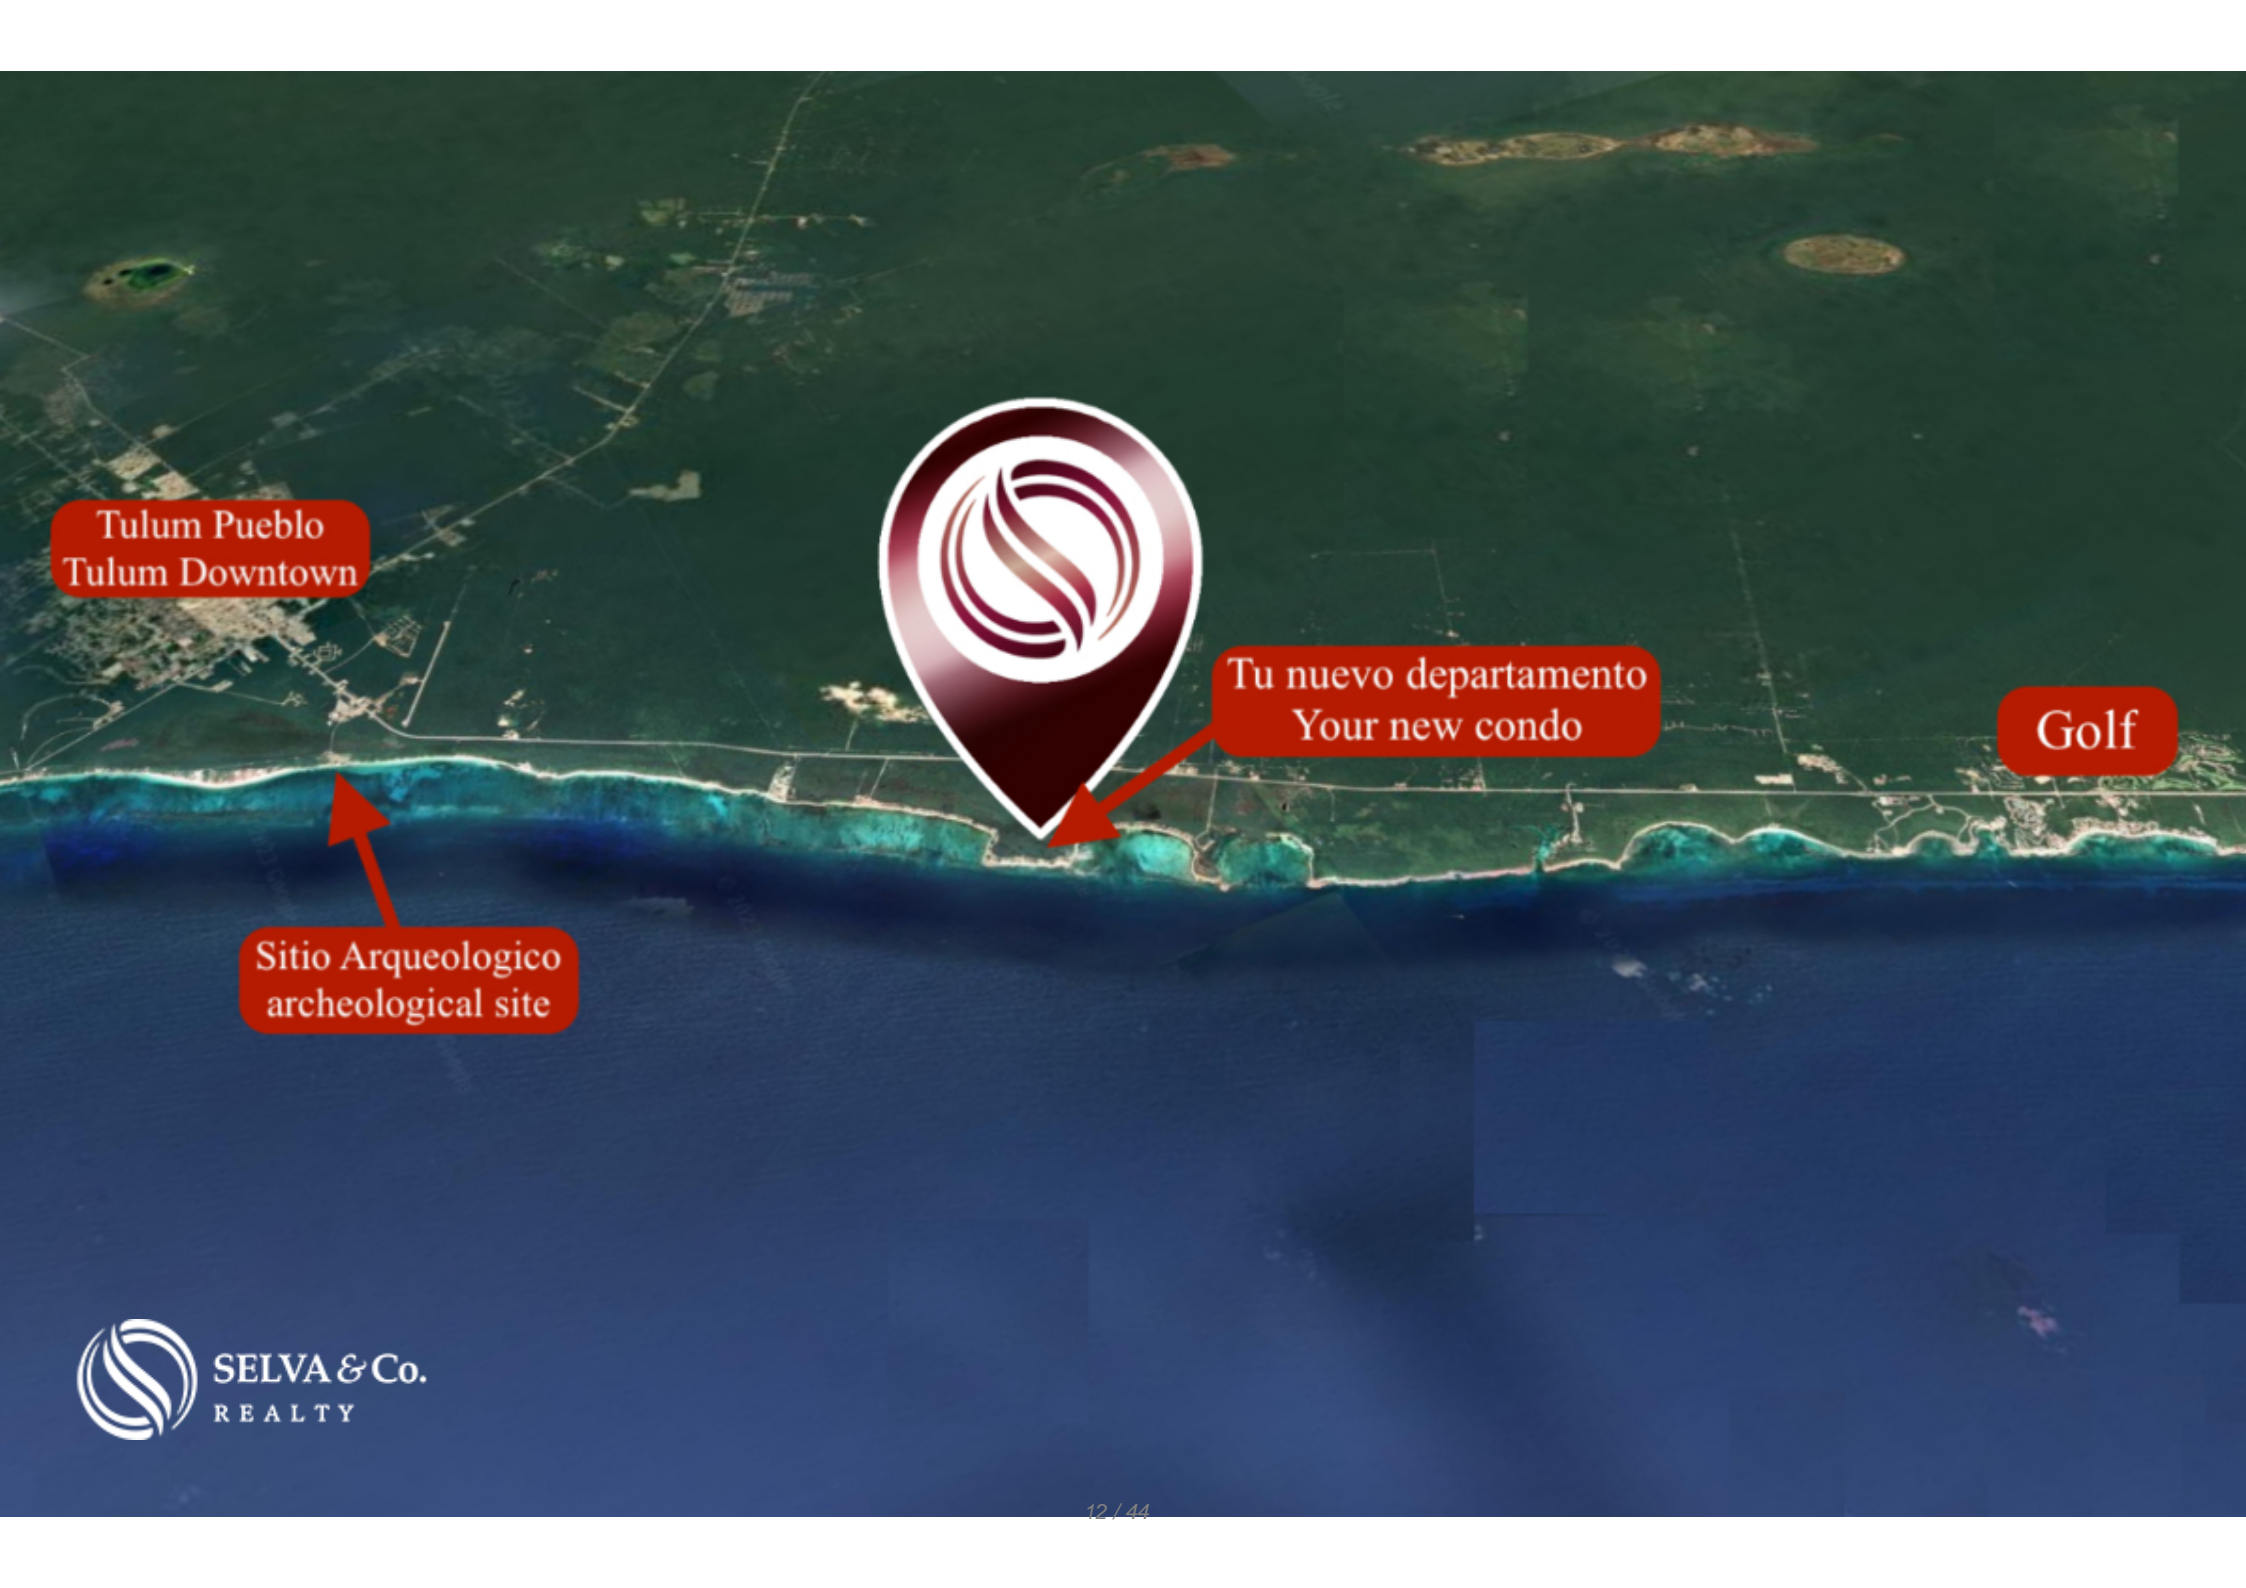 Tulum Pueblo
Tulum Downtown
Tu nuevo departamento
Your new condo
Golf
Sitio Arqueologico
archeological site
SELVA & Co.
REALTY
12 / 44